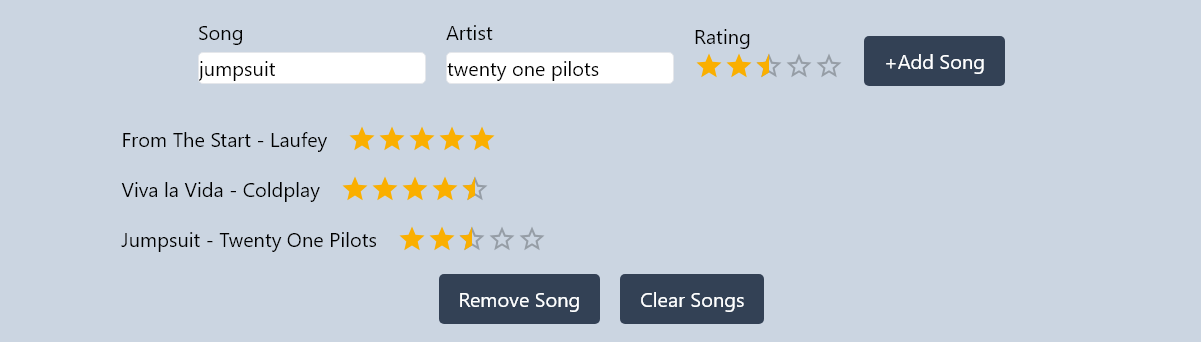 Song Artist Rating
jumpsuit twenty one pilots +Add Song
From The Start - Laufey
Viva la Vida - Coldplay
Jumpsuit - Twenty One Pilots
Remove Song Clear Songs